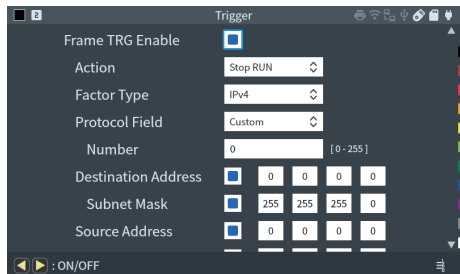 2 Trigger
Frame TRG Enable
Action Stop RUN
Factor Type IPv4
Protocol Field Custom
Number 0 [ 0 - 255 ]
Destination Address 0 0 0 0
Subnet Mask 255 255 255 0
Source Address 0 0 0 0
: ON/OFF